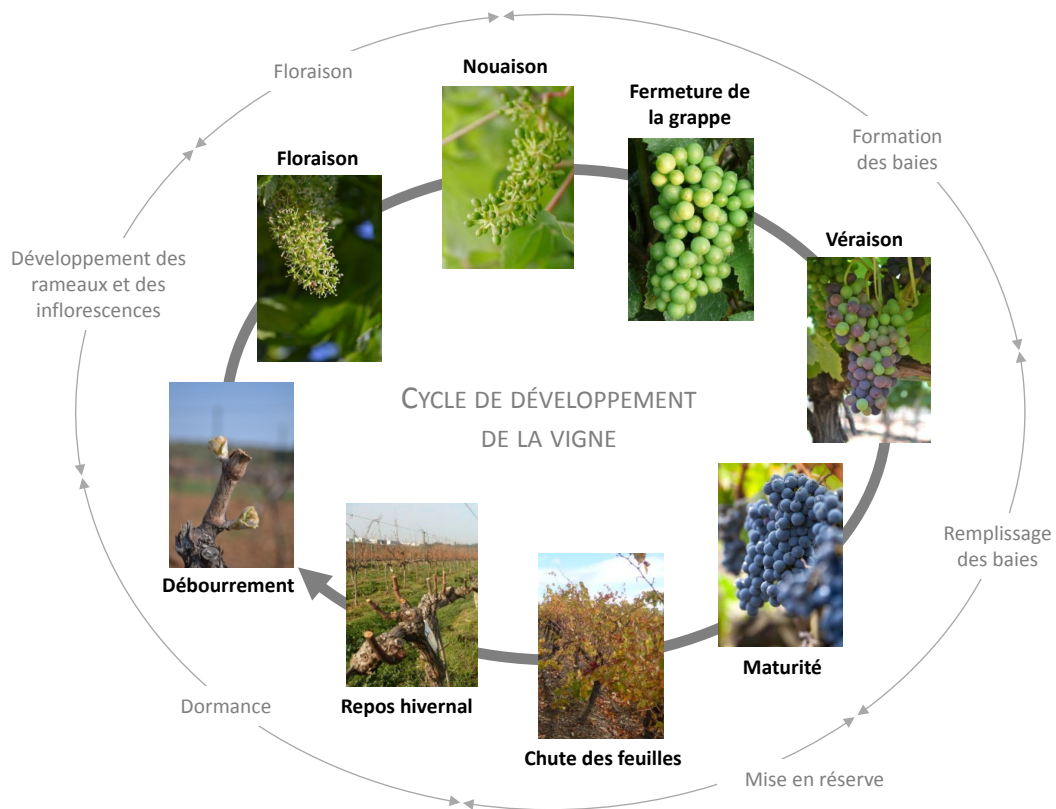 Floraison
Nouaison
Fermeture de
la grappe
Formation
des baies
Floraison
Véraison
Développement des
rameaux et des
inflorescences
CYCLE DE DÉVELOPPEMENT
DE LA VIGNE
Remplissage
des baies
Débourrement
Maturité
Dormance
Repos hivernal
Chute des feuilles
Mise en réserve